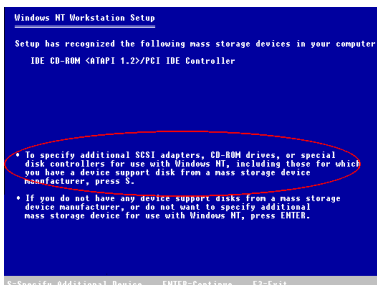 Windows NT Workstation Setup
Setup has recognized the following mass storage devices in your computer
IDE CD-ROM <ATAPI 1.2>/PCI IDE Controller
• To specify additional SCSI adapters, CD-ROM drives, or special
disk controllers for use with Windows NT, including those for which
you have a device support disk from a mass storage device
manufacturer, press S.
• If you do not have any device support disks from a mass storage
device manufacturer, or do not want to specify additional
mass storage device for use with Windows NT, press ENTER.
S=Specify Additional Device ENTER=Continue F3=Exit